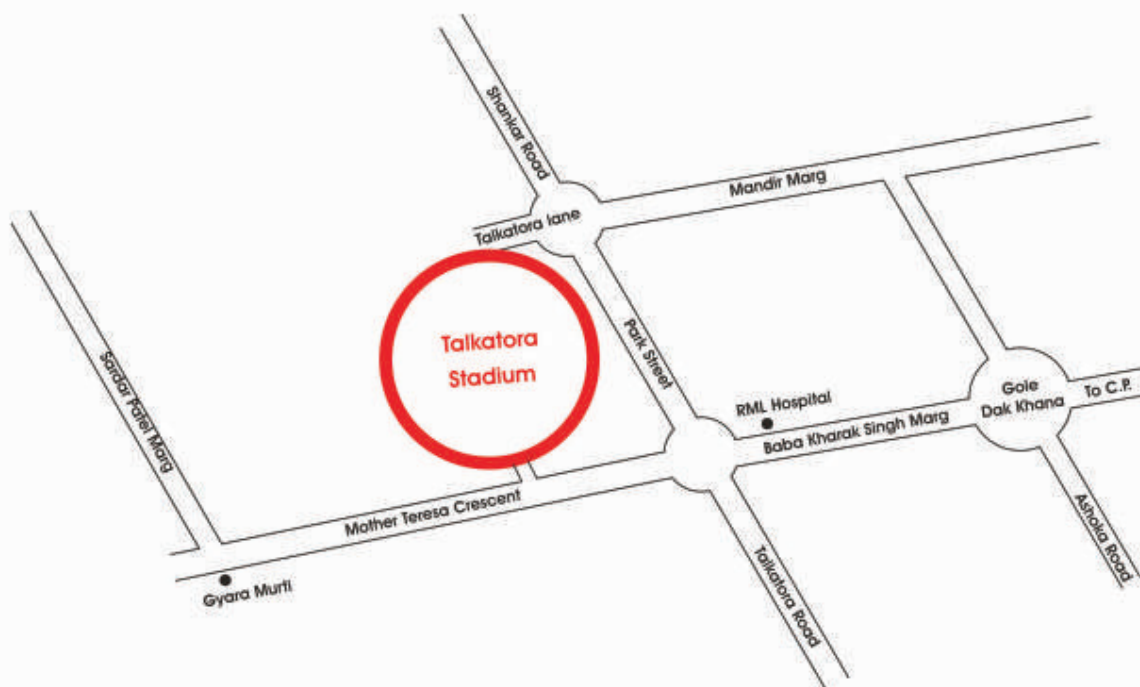 Shankar Road
Mandir Marg
Talkatora lane
Talkatora
Stadium
Park Street
Sardar Patel Marg
RML Hospital
Gole
Dak Khana
To C.P.
Baba Kharak Singh Marg
Mother Teresa Crescent
Ashoka Road
Talkatora Road
Gyara Murti